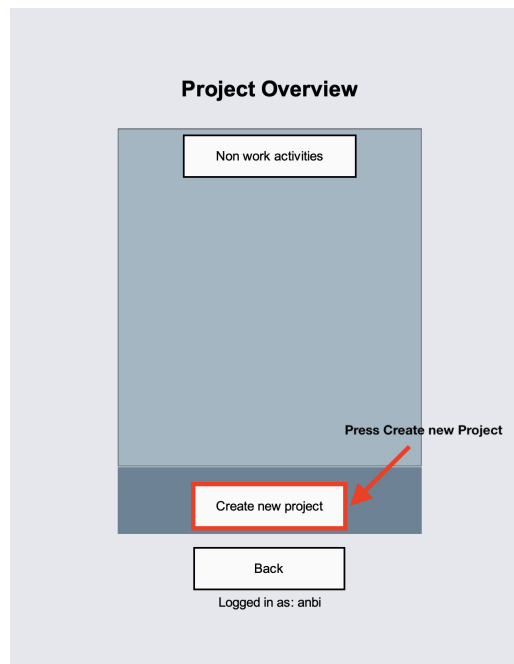 Project Overview
Non work activities
Press Create new Project
Create new project
Back
Logged in as: anbi